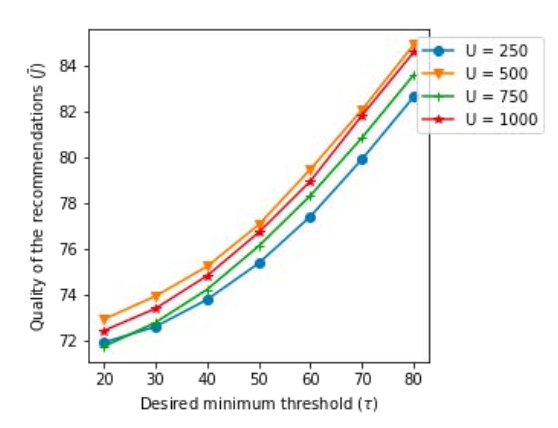 Quality of the recommendations (J̄)
84
82
80
78
76
74
72
20 30 40 50 60 70 80
Desired minimum threshold (τ)
U = 250
U = 500
U = 750
U = 1000